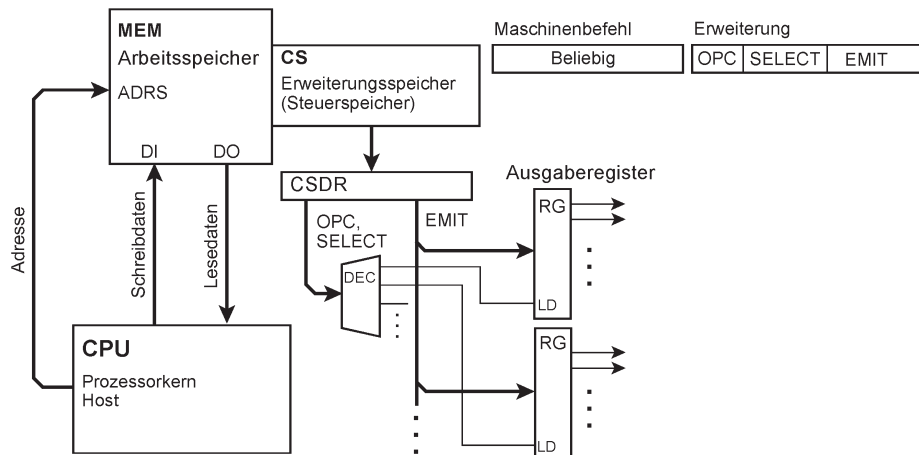 MEM
Arbeitsspeicher
ADRS
DI DO
CS
Erweiterungsspeicher
(Steuerspeicher)
Maschinenbefehl
Beliebig
Erweiterung
OPC SELECT EMIT
CSDR
OPC,
SELECT
EMIT
DEC
Ausgaberegister
RG
LD
RG
LD
Adresse
Schreibdaten
Lesedaten
CPU
Prozessorkern
Host